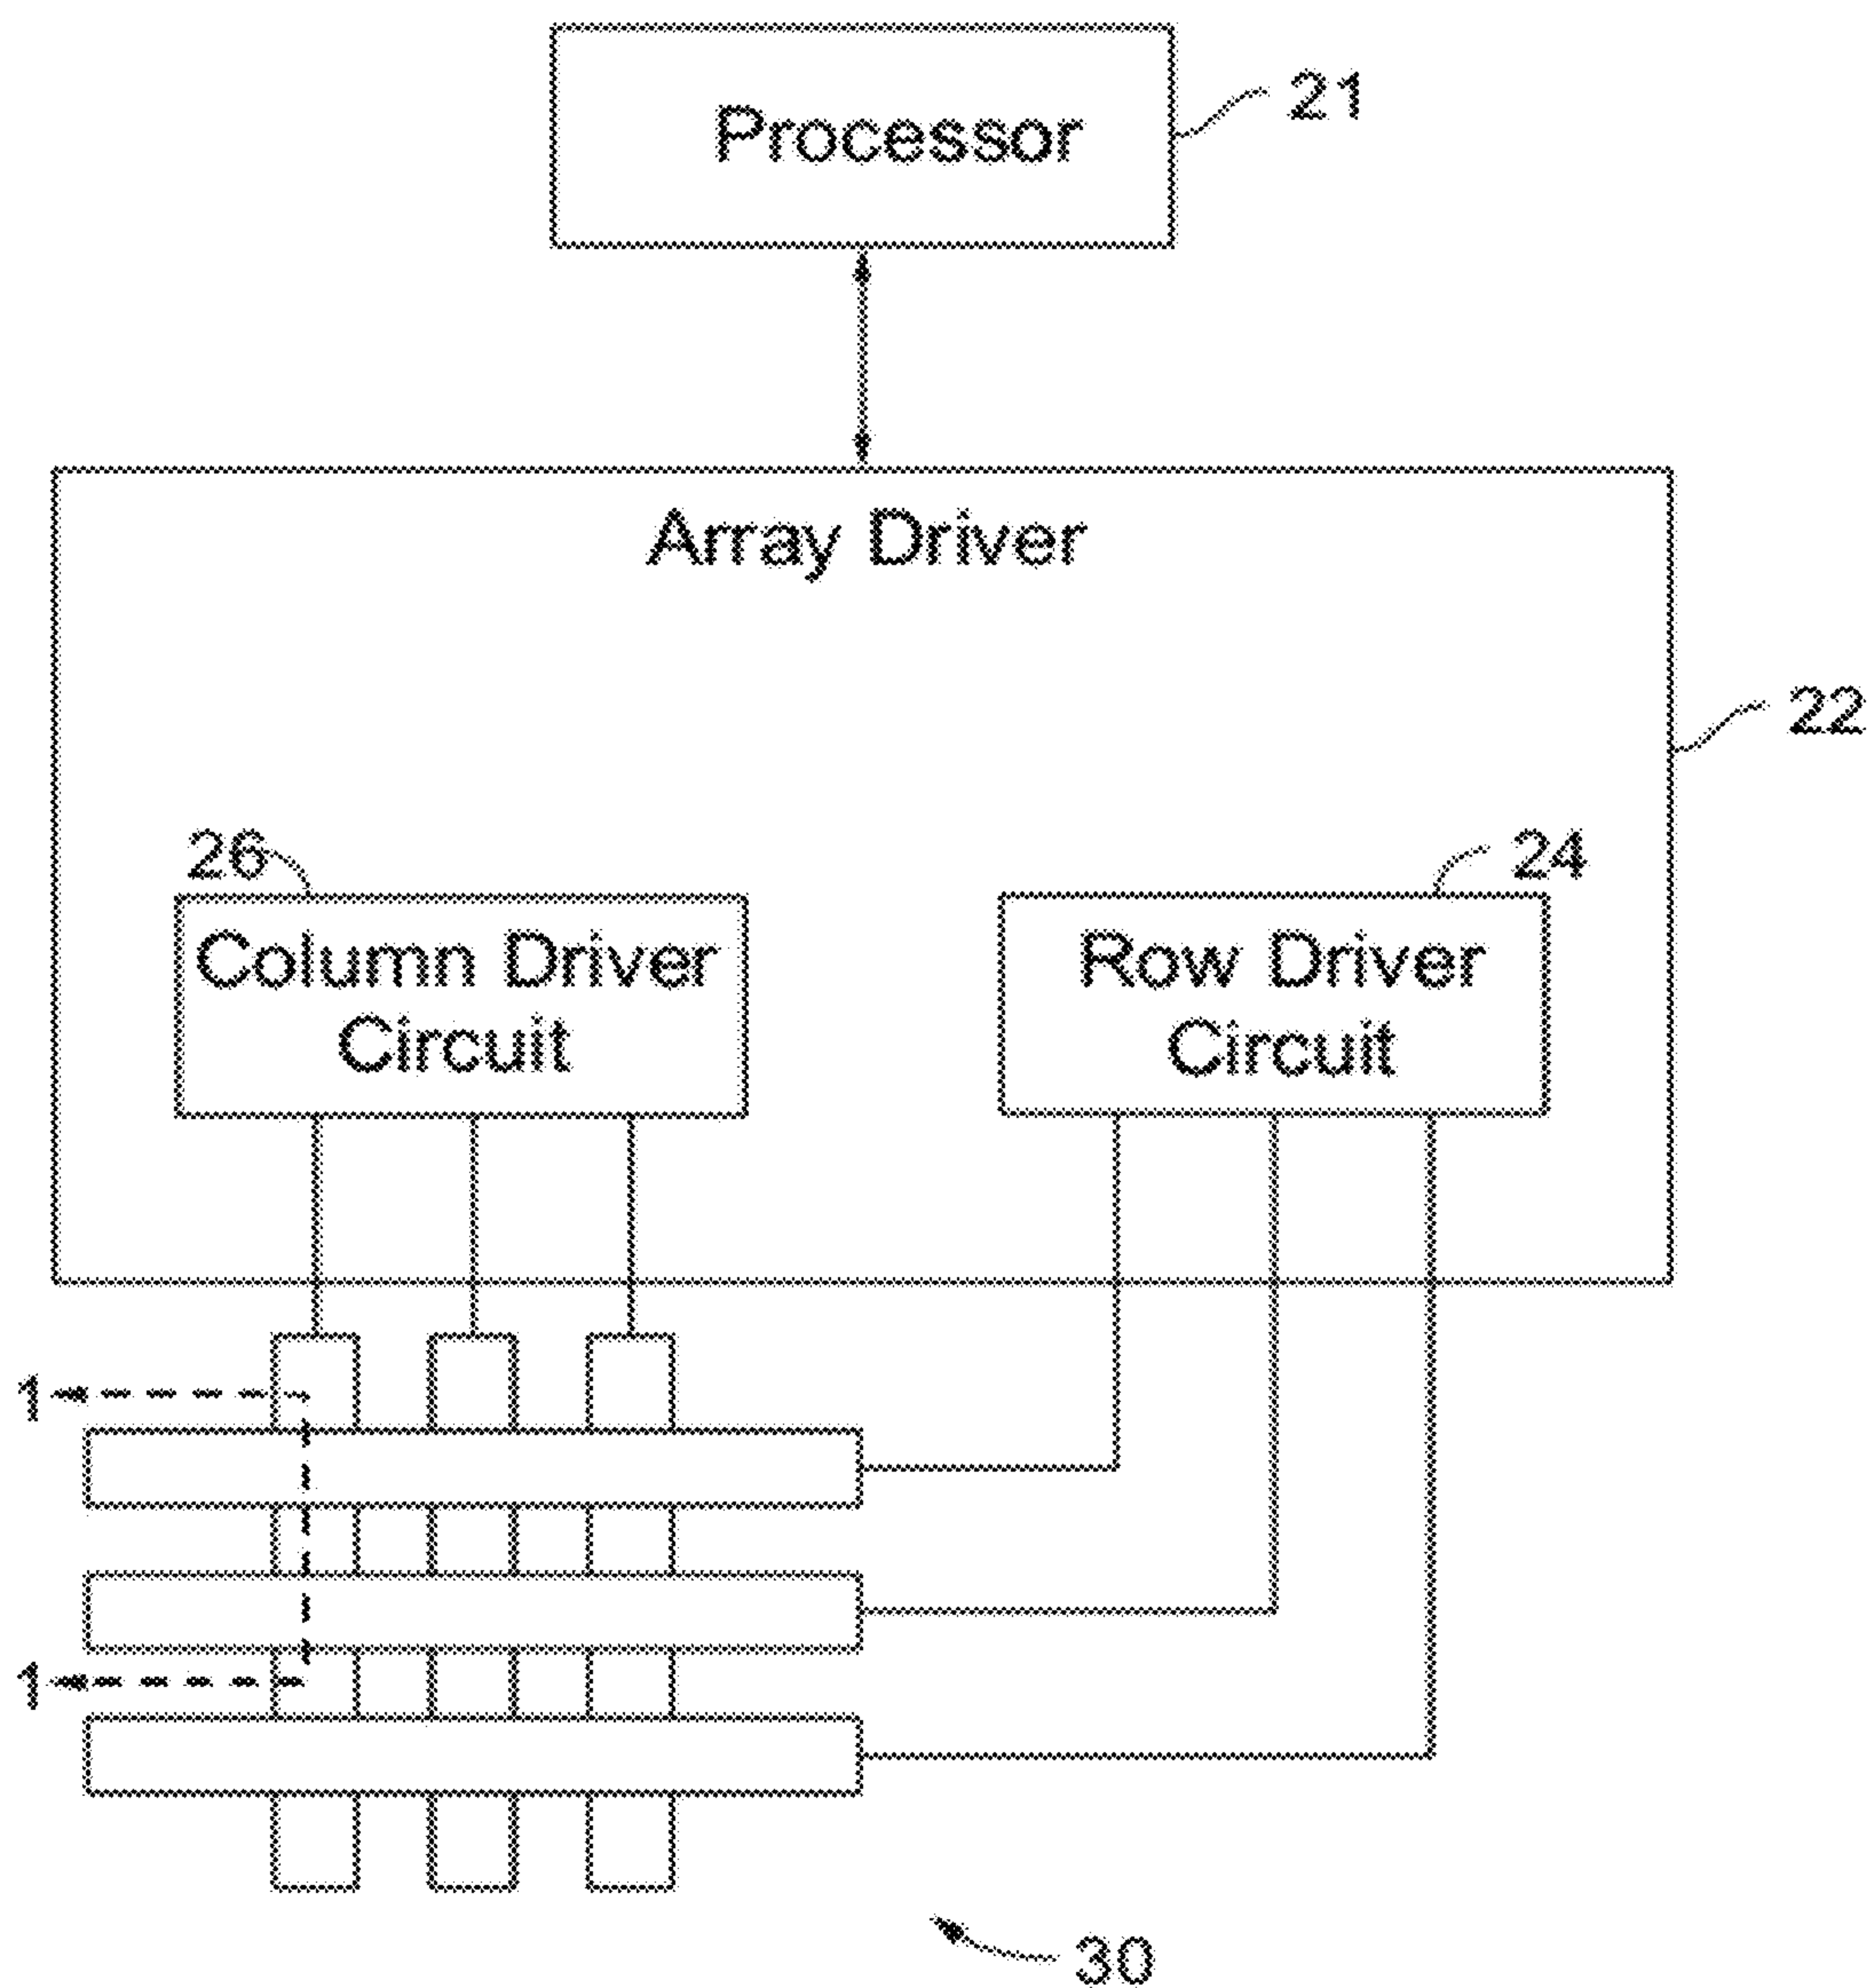 Processor
21
Array Driver
22
26
24
Column Driver
Circuit
Row Driver
Circuit
1
1
30